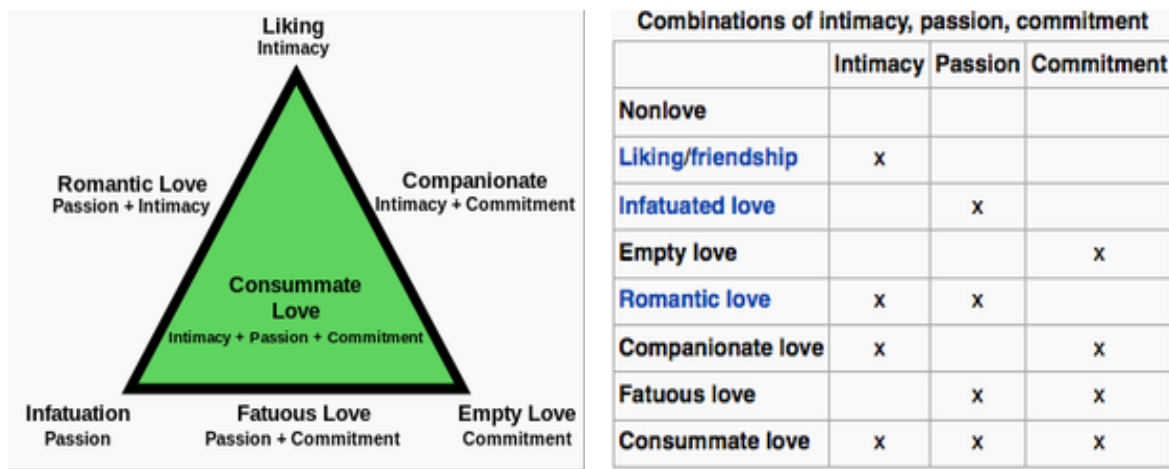 Liking
Intimacy
Romantic Love
Passion + Intimacy
Companionate
Intimacy + Commitment
Consummate
Love
Intimacy + Passion + Commitment
Infatuation
Passion
Fatuous Love
Passion + Commitment
Empty Love
Commitment
Combinations of intimacy, passion, commitment
Intimacy Passion Commitment
Nonlove
Liking/friendship x
Infatuated love x
Empty love x
Romantic love x x
Companionate love x x
Fatuous love x x
Consummate love x x x